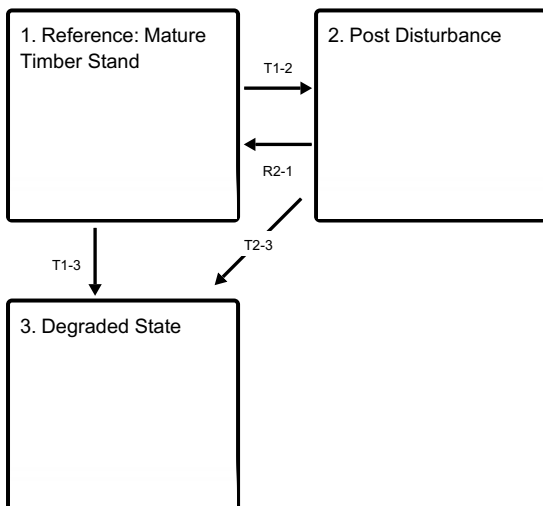 1. Reference: Mature
Timber Stand
2. Post Disturbance
T1-2
R2-1
T2-3
T1-3
3. Degraded State